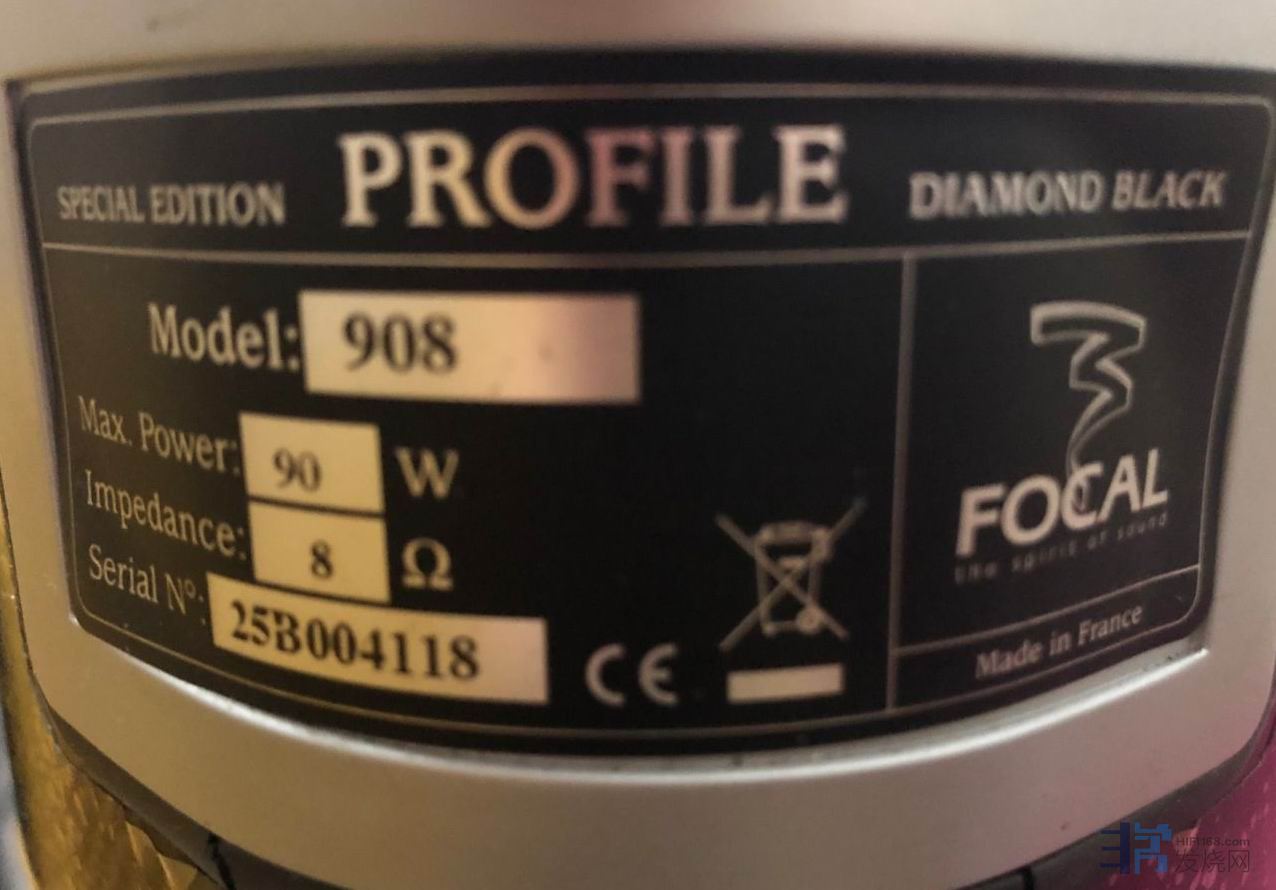 SPECIAL EDITION PROFILE DIAMOND BLACK
Model: 908
Max. Power: 90 W
Impedance: 8 Ω
Serial Nº: 25B004118
CE
FOCAL
the spirit of sound
Made in France
HIFI168.com
发烧网